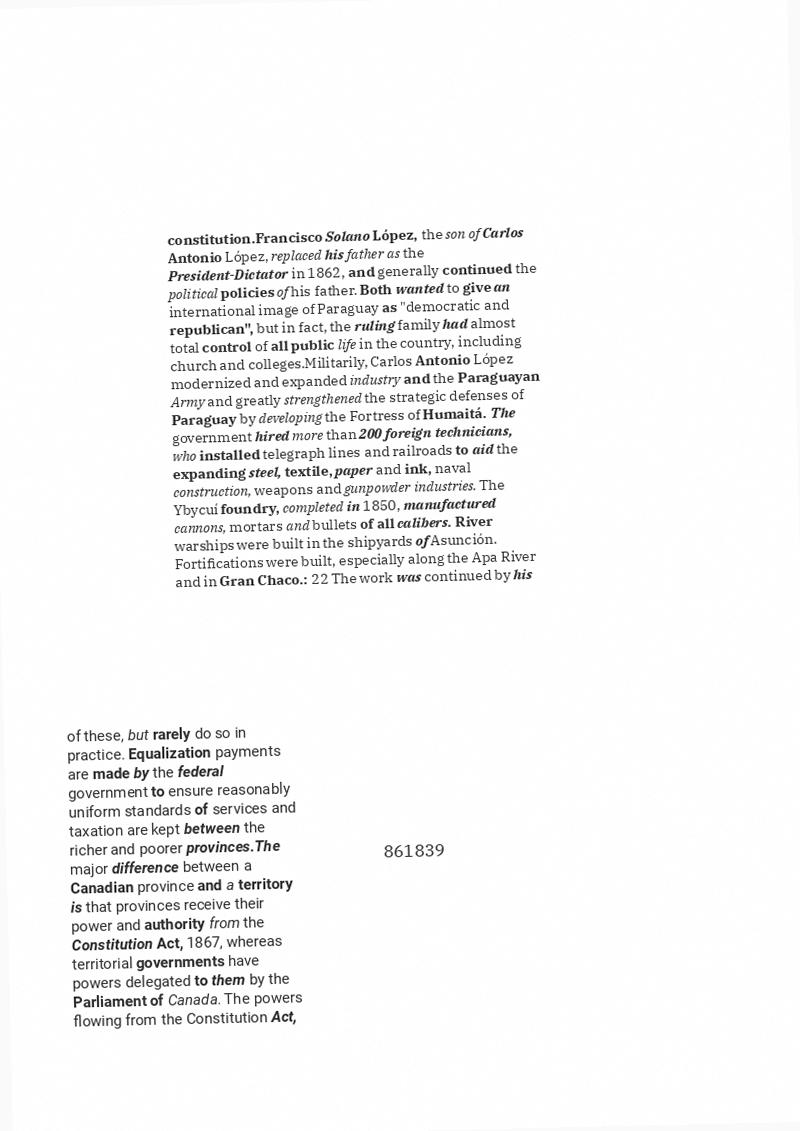 constitution.Francisco Solano López, the son of Carlos
Antonio López, replaced his father as the
President-Dictator in 1862, and generally continued the
political policies of his father. Both wanted to give an
international image of Paraguay as "democratic and
republican", but in fact, the ruling family had almost
total control of all public life in the country, including
church and colleges.Militarily, Carlos Antonio López
modernized and expanded industry and the Paraguayan
Army and greatly strengthened the strategic defenses of
Paraguay by developing the Fortress of Humaitá. The
government hired more than 200 foreign technicians,
who installed telegraph lines and railroads to aid the
expanding steel, textile, paper and ink, naval
construction, weapons and gunpowder industries. The
Ybycuí foundry, completed in 1850, manufactured
cannons, mortars and bullets of all calibers. River
warships were built in the shipyards of Asunción.
Fortifications were built, especially along the Apa River
and in Gran Chaco.: 22 The work was continued by his
of these, but rarely do so in
practice. Equalization payments
are made by the federal
government to ensure reasonably
uniform standards of services and
taxation are kept between the
richer and poorer provinces.The
major difference between a
Canadian province and a territory
is that provinces receive their
power and authority from the
Constitution Act, 1867, whereas
territorial governments have
powers delegated to them by the
Parliament of Canada. The powers
flowing from the Constitution Act,
861839